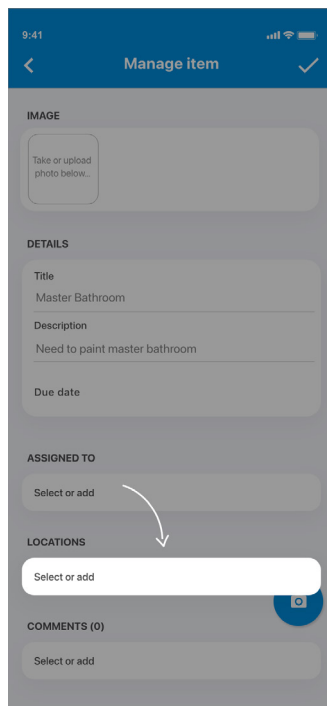 9:41
Manage item
IMAGE
Take or upload
photo below...
DETAILS
Title
Master Bathroom
Description
Need to paint master bathroom
Due date
ASSIGNED TO
Select or add
LOCATIONS
Select or add
COMMENTS (0)
Select or add